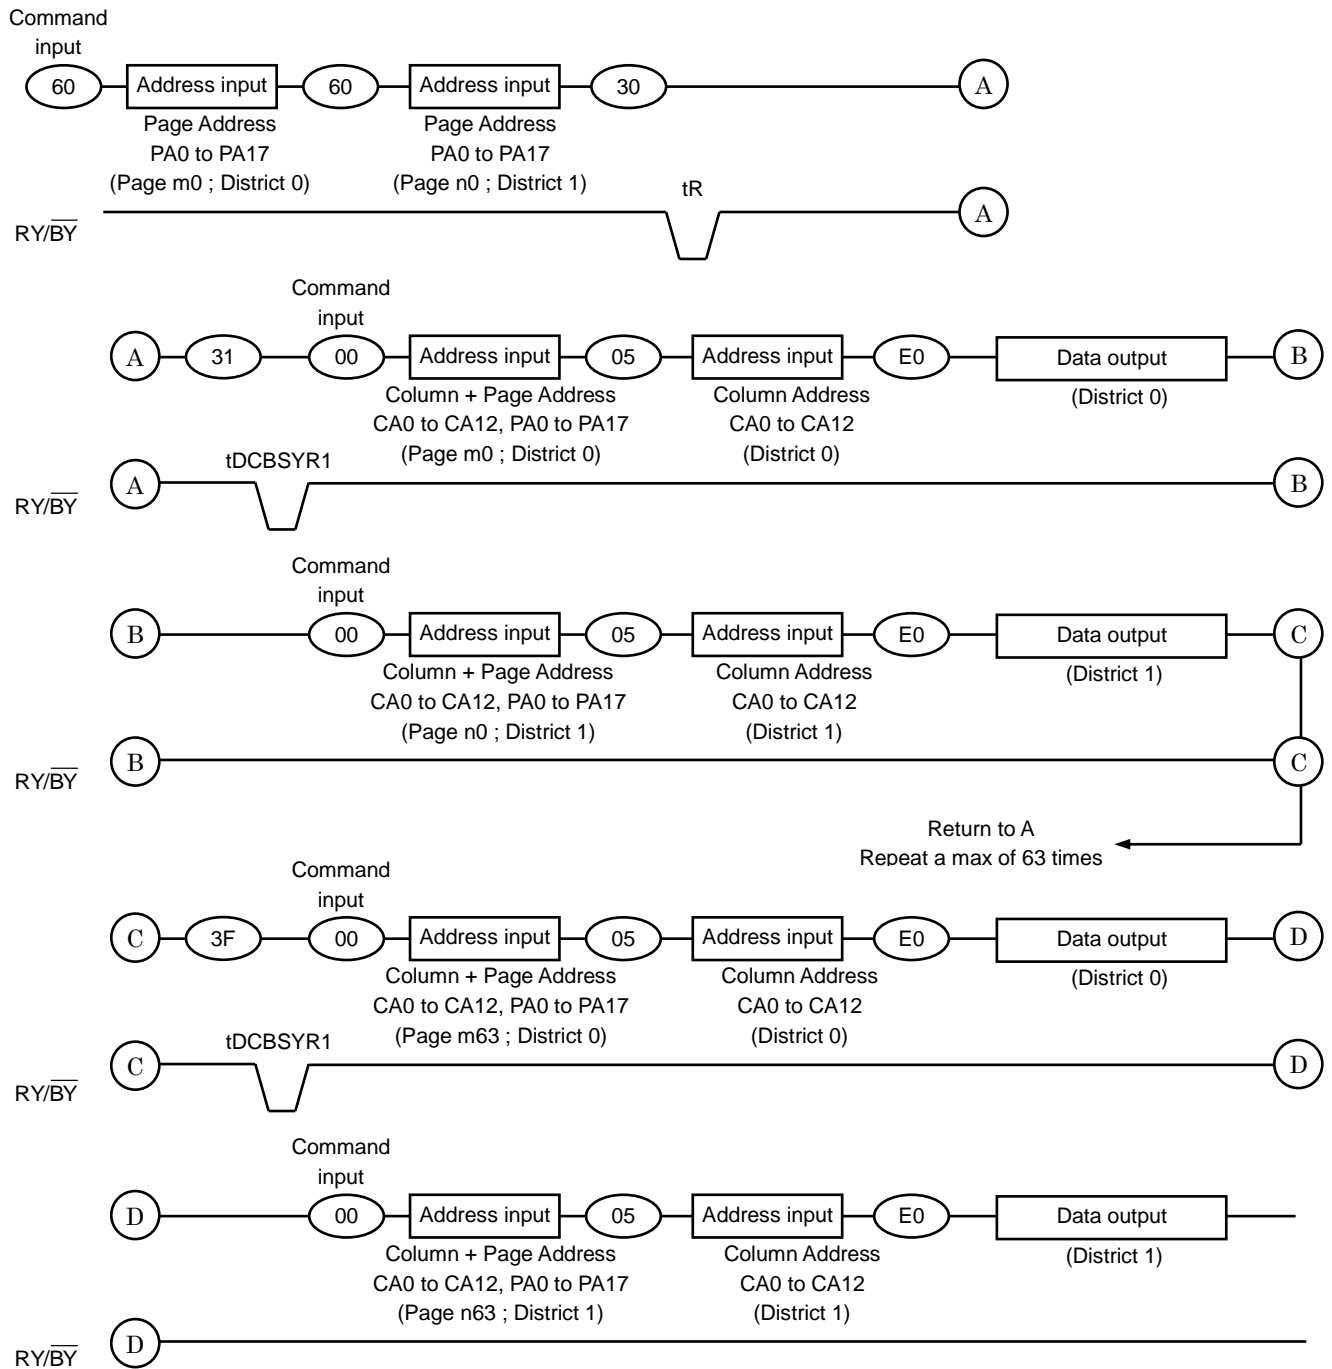 Command
input
60
Address input
60
Address input
30
A
Page Address
PA0 to PA17
(Page m0 ; District 0)
Page Address
PA0 to PA17
(Page n0 ; District 1)
tR
RY/BY
A
Command
input
A
31
00
Address input
05
Address input
E0
Data output
B
Column + Page Address
CA0 to CA12, PA0 to PA17
(Page m0 ; District 0)
Column Address
CA0 to CA12
(District 0)
(District 0)
tDCBSYR1
RY/BY
A
B
Command
input
B
00
Address input
05
Address input
E0
Data output
C
Column + Page Address
CA0 to CA12, PA0 to PA17
(Page n0 ; District 1)
Column Address
CA0 to CA12
(District 1)
(District 1)
RY/BY
B
C
Return to A
Repeat a max of 63 times
Command
input
C
3F
00
Address input
05
Address input
E0
Data output
D
Column + Page Address
CA0 to CA12, PA0 to PA17
(Page m63 ; District 0)
Column Address
CA0 to CA12
(District 0)
(District 0)
tDCBSYR1
RY/BY
C
D
Command
input
D
00
Address input
05
Address input
E0
Data output
Column + Page Address
CA0 to CA12, PA0 to PA17
(Page n63 ; District 1)
Column Address
CA0 to CA12
(District 1)
(District 1)
RY/BY
D